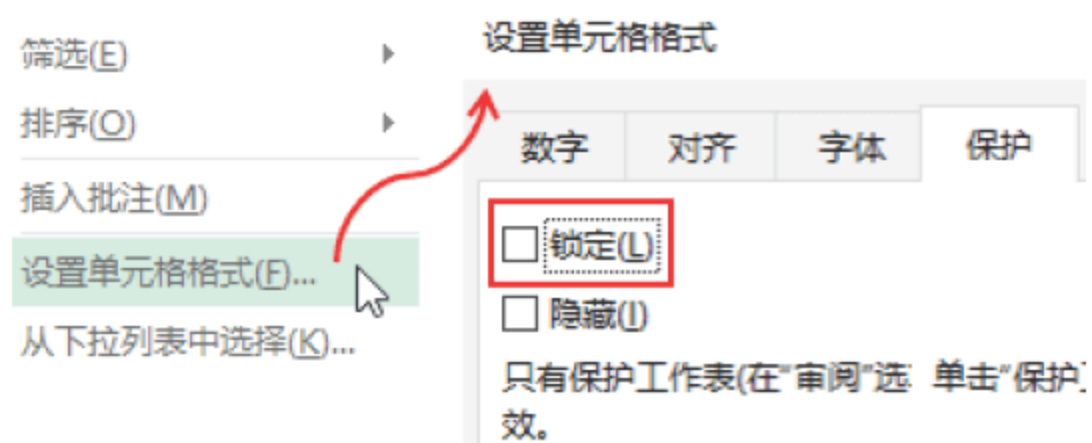 筛选(E)
排序(O)
插入批注(M)
设置单元格格式(F)...
从下拉列表中选择(K)...
设置单元格格式
数字 对齐 字体 保护
锁定(L)
隐藏(I)
只有保护工作表(在"审阅"选 单击"保护
效。